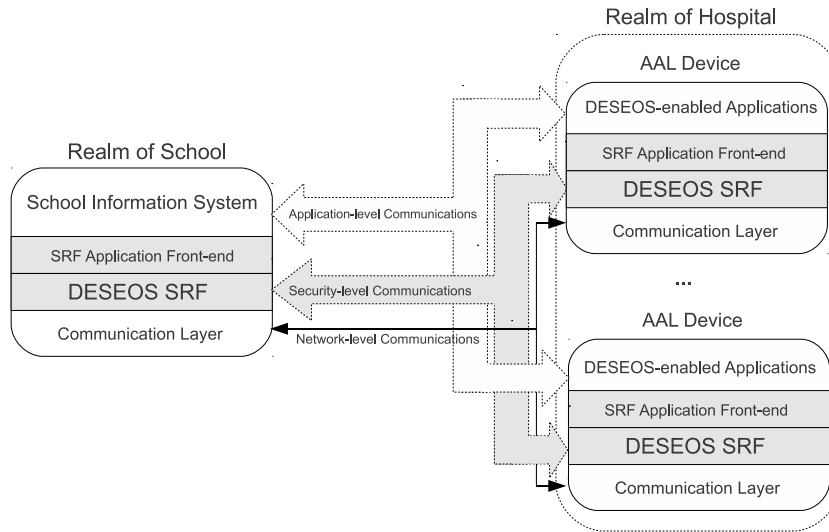 Realm of Hospital
AAL Device
DESEOS-enabled Applications
SRF Application Front-end
DESEOS SRF
Communication Layer
...
AAL Device
DESEOS-enabled Applications
SRF Application Front-end
DESEOS SRF
Communication Layer
Realm of School
School Information System
SRF Application Front-end
DESEOS SRF
Communication Layer
Application-level Communications
Security-level Communications
Network-level Communications